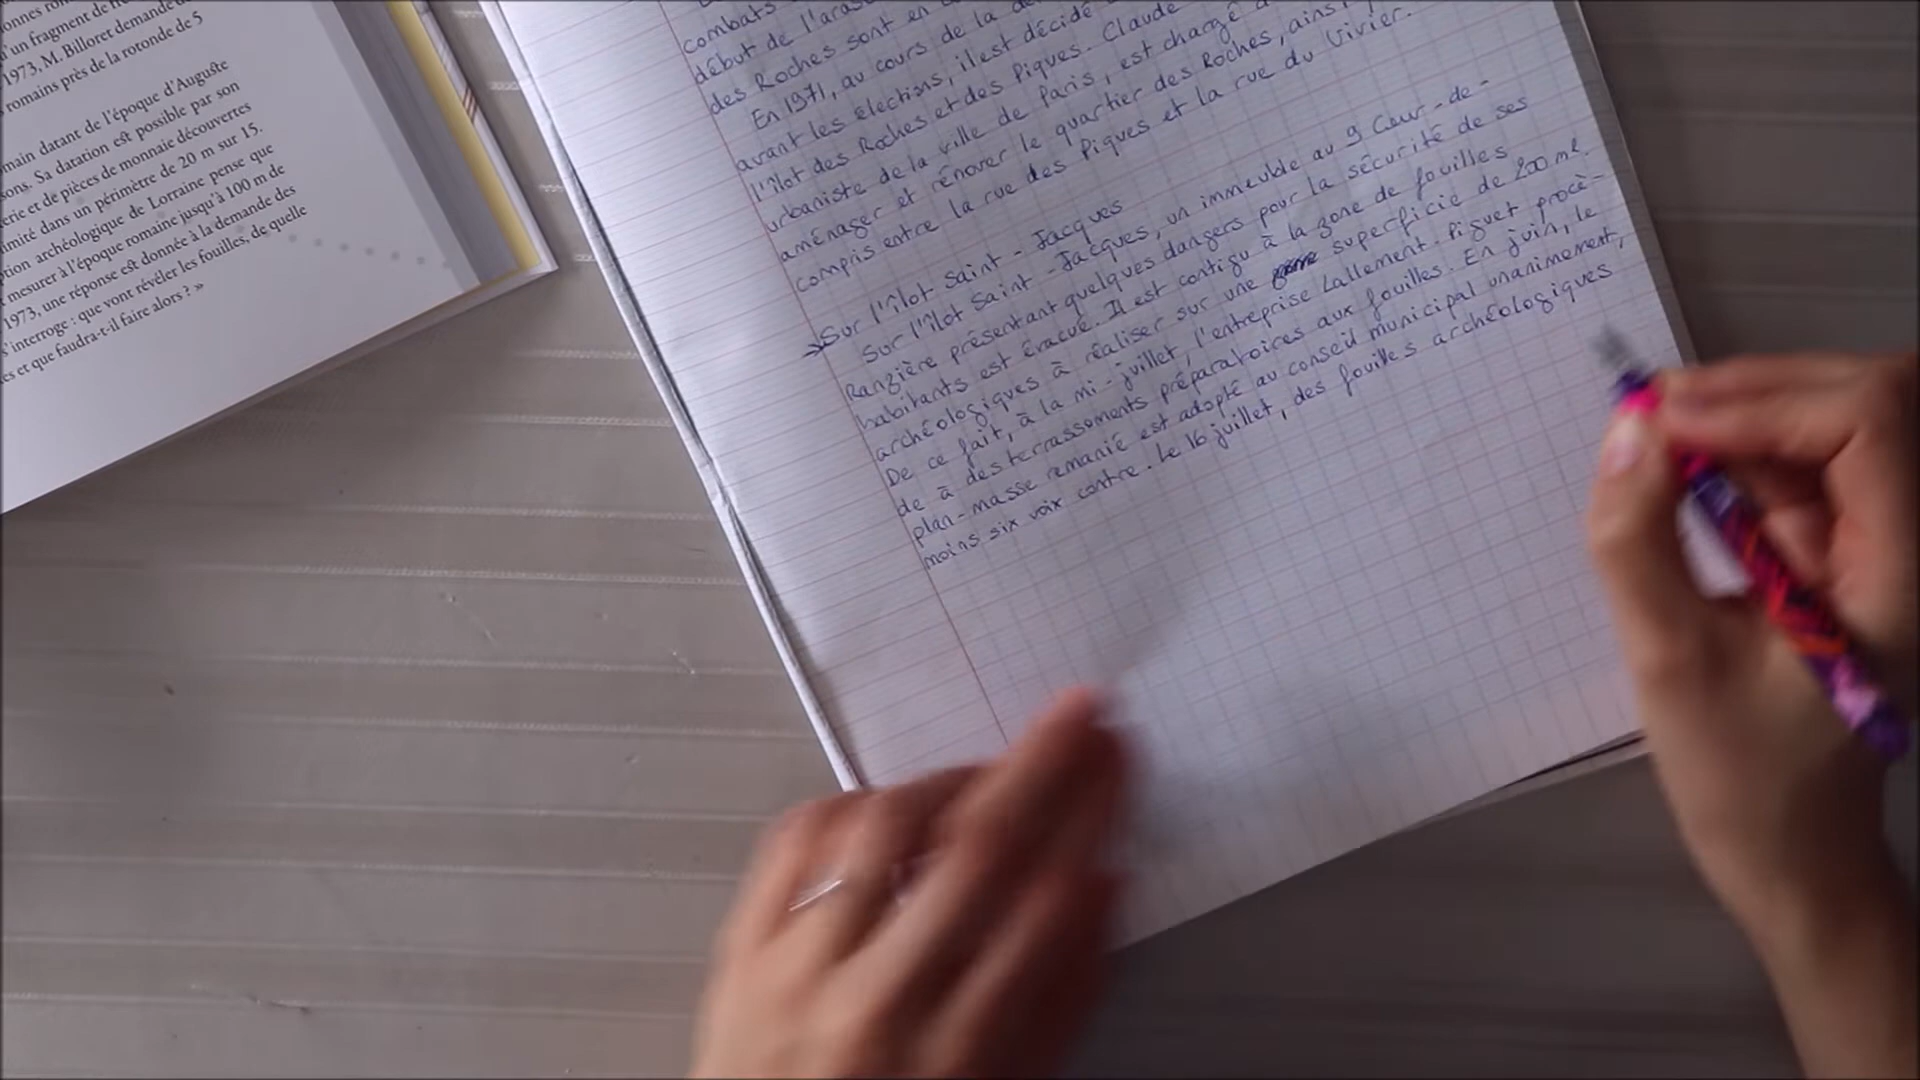 d'un fragment de
1973, M. Billoret demande
romains près de la rotonde de 5
main datant de l'époque d'Auguste
sons. Sa datation est possible par son
erie et de pièces de monnaie découvertes
imité dans un périmètre de 20 m sur 15.
ption archéologique de Lorraine pense que
mesurer à l'époque romaine jusqu'à 100 m de
1973, une réponse est donnée à la demande des
s'interroge : que vont révéler les fouilles, de quelle
es et que faudra-t-il faire alors ? »
combats
début de l'aras
des Roches sont en
En 1971, au cours de la
avant les élections, il est décidé
l'îlot des Roches et des Piques. Claude
urbaniste de la ville de Paris, est chargé
aménager et rénover le quartier des Roches, ainsi
compris entre la rue des Piques et la rue du Vivier.
Sur l'îlot Saint-Jacques
Sur l'îlot Saint-Jacques, un immeuble au 9 Cour-de-
Rangière présentant quelques dangers pour la sécurité de ses
habitants est évacué. Il est contigu à la zone de fouilles
archéologiques à réaliser sur une superficie de 200 m2.
De ce fait, à la mi-juillet, l'entreprise Lallement-Piguet procè-
de à des terrassements préparatoires aux fouilles. En juin, le
plan-masse remanié est adopté au conseil municipal unanimement,
moins six voix contre. Le 16 juillet, des fouilles archéologiques